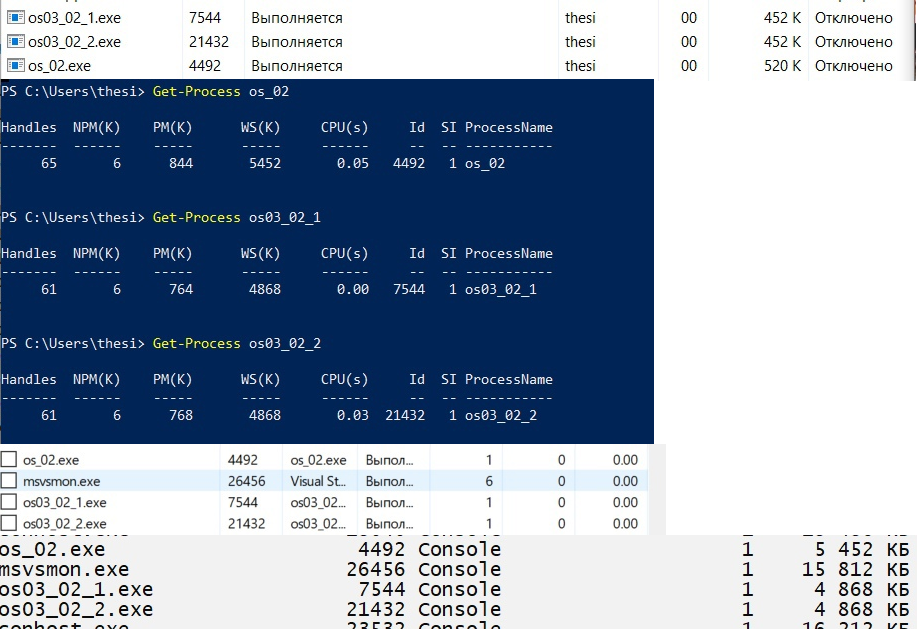 os03_02_1.exe 7544 Выполняется thesi 00 452 K Отключено
os03_02_2.exe 21432 Выполняется thesi 00 452 K Отключено
os_02.exe 4492 Выполняется thesi 00 520 K Отключено
PS C:\Users\thesi> Get-Process os_02
Handles NPM(K) PM(K) WS(K) CPU(s) Id SI ProcessName
------- ------ ----- ----- ------ -- -- -----------
65 6 844 5452 0.05 4492 1 os_02
PS C:\Users\thesi> Get-Process os03_02_1
Handles NPM(K) PM(K) WS(K) CPU(s) Id SI ProcessName
------- ------ ----- ----- ------ -- -- -----------
61 6 764 4868 0.00 7544 1 os03_02_1
PS C:\Users\thesi> Get-Process os03_02_2
Handles NPM(K) PM(K) WS(K) CPU(s) Id SI ProcessName
------- ------ ----- ----- ------ -- -- -----------
61 6 768 4868 0.03 21432 1 os03_02_2
os_02.exe 4492 os_02.exe Выпол... 1 0 0.00
msvsmon.exe 26456 Visual St... Выпол... 6 0 0.00
os03_02_1.exe 7544 os03_02... Выпол... 1 0 0.00
os03_02_2.exe 21432 os03_02... Выпол... 1 0 0.00
os_02.exe 4492 Console 1 5 452 КБ
msvsmon.exe 26456 Console 1 15 812 КБ
os03_02_1.exe 7544 Console 1 4 868 КБ
os03_02_2.exe 21432 Console 1 4 868 КБ
conhost.exe 23532 Console 1 16 212 КБ